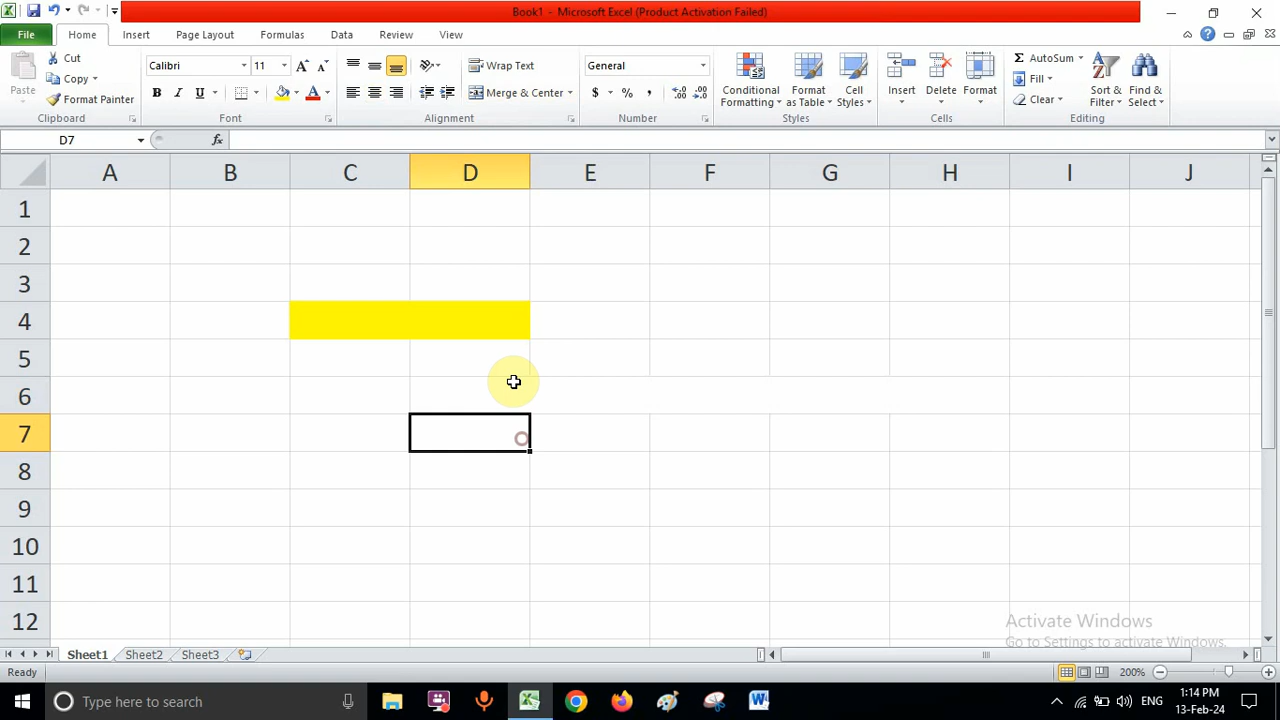 Book1 - Microsoft Excel (Product Activation Failed)
File Home Insert Page Layout Formulas Data Review View
Paste
Cut
Copy
Format Painter
Clipboard
Calibri 11
B I U
Font
Wrap Text
Merge & Center
Alignment
General
$ % ,
Number
Conditional Formatting
Format as Table
Cell Styles
Styles
Insert
Delete
Format
Cells
AutoSum
Fill
Clear
Sort & Filter
Find & Select
Editing
D7 fx
A B C D E F G H I J
1
2
3
4
5
6
7
8
9
10
11
12
Activate Windows
Go to Settings to activate Windows.
Sheet1 Sheet2 Sheet3
Ready 200%
Type here to search
ENG
1:14 PM
13-Feb-24